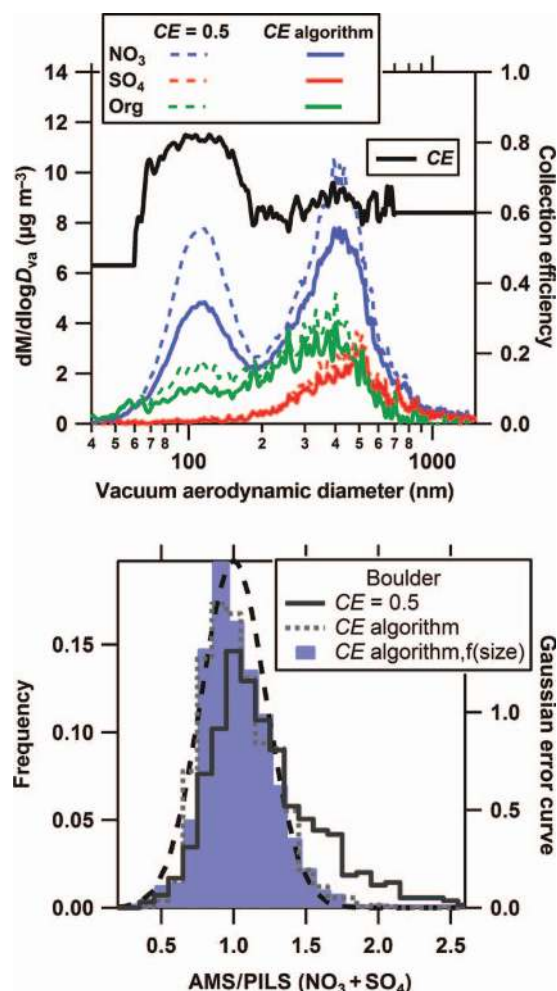 CE = 0.5 CE algorithm
NO3
SO4
Org
14
12
10
8
6
4
2
0
dM/dlogDva (µg m–3)
CE
1.0
0.8
0.6
0.4
0.2
0.0
Collection efficiency
4 5 6 7 8 2 3 4 5 6 7 8
100 1000
Vacuum aerodynamic diameter (nm)
Boulder
CE = 0.5
CE algorithm
CE algorithm,f(size)
0.15
0.10
0.05
0.00
Frequency
1.0
0.5
0.0
Gaussian error curve
0.5 1.0 1.5 2.0 2.5
AMS/PILS (NO3 + SO4)